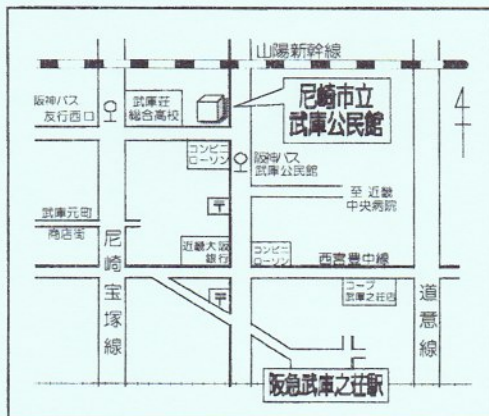 山陽新幹線
阪神バス
友行西口
武庫荘
総合高校
尼崎市立
武庫公民館
コンビニ
ローソン
阪神バス
武庫公民館
〒
至 近畿
中央病院
武庫元町
商店街
近畿大阪
銀行
コンビニ
ローソン
西宮豊中線
尼崎宝塚線
〒
コープ
武庫之荘店
道意線
阪急武庫之荘駅